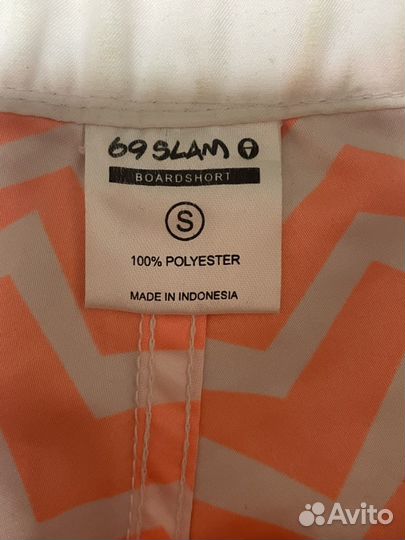 69 SLAM
BOARDSHORT
S
100% POLYESTER
MADE IN INDONESIA
Avito